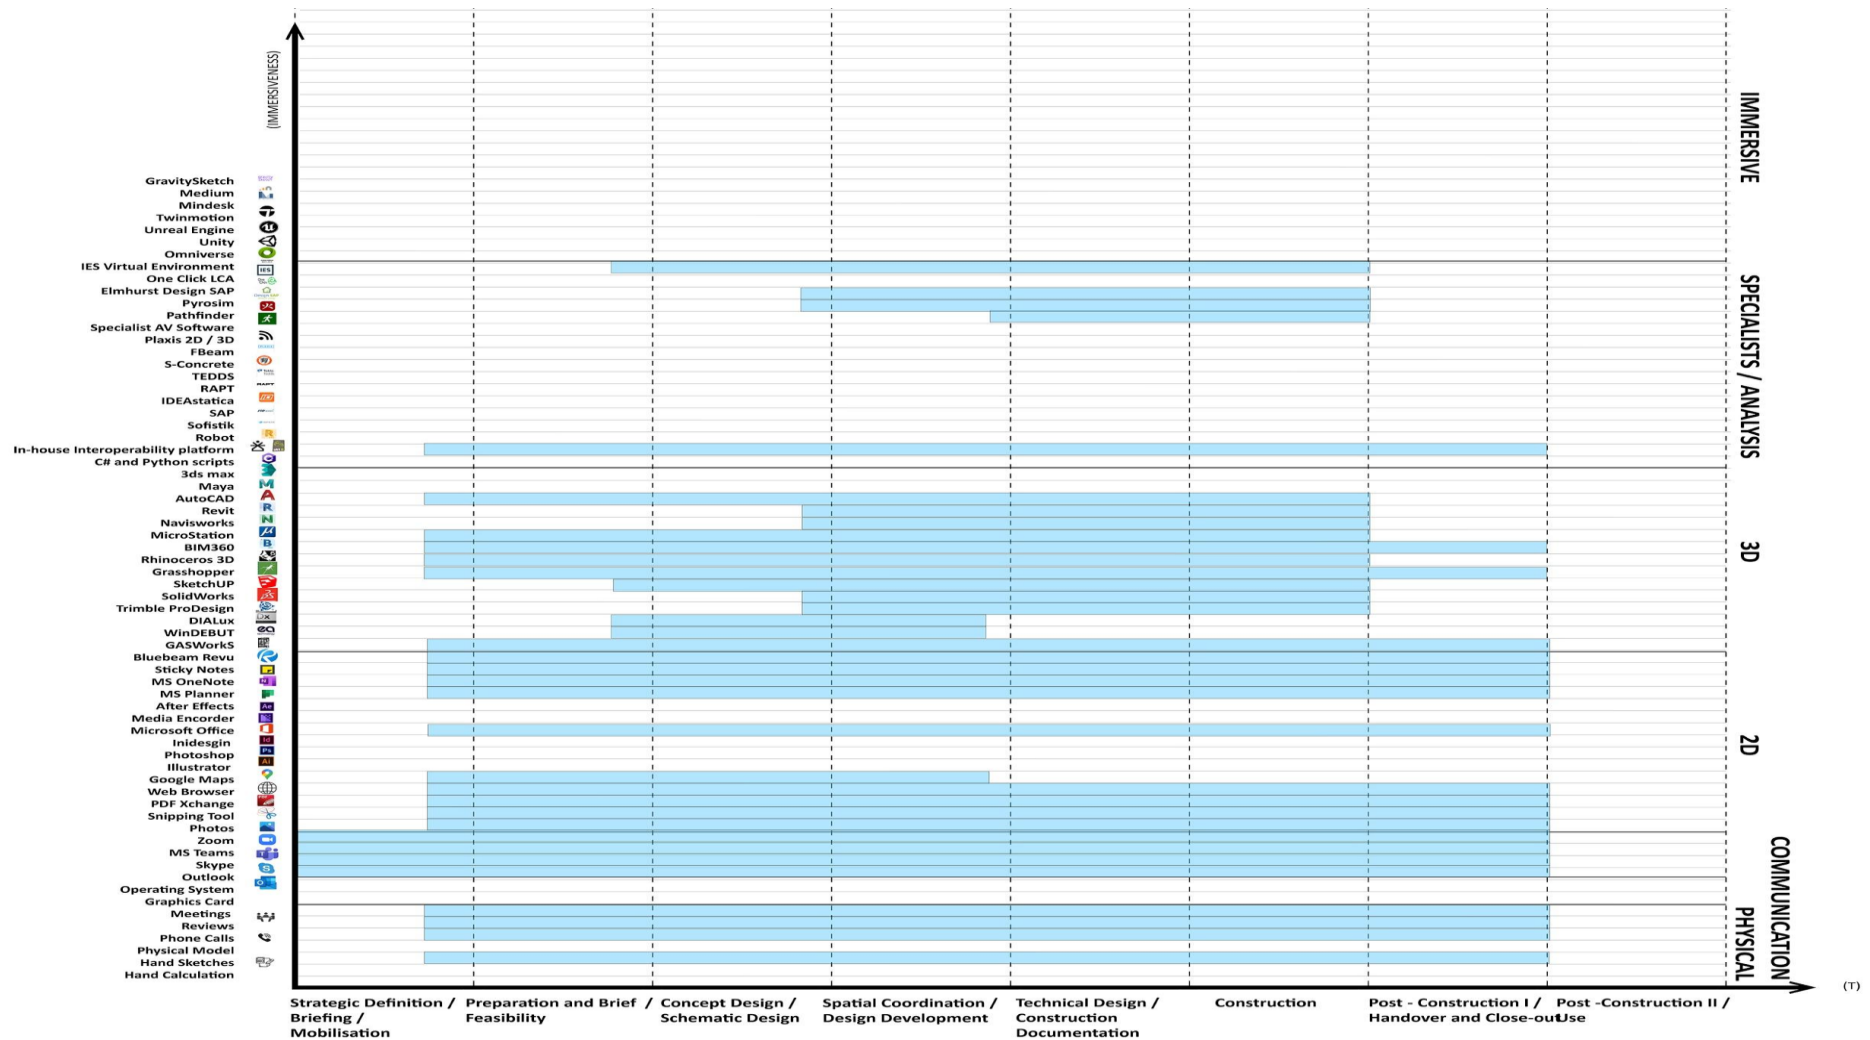 (IMMERSIVENESS)
GravitySketch
Medium
Mindesk
Twinmotion
Unreal Engine
Unity
Omniverse
IES Virtual Environment
IES
One Click LCA
Elmhurst Design SAP
Pyrosim
Pathfinder
Specialist AV Software
Plaxis 2D / 3D
FBeam
S-Concrete
TEDDS
RAPT
RAPT
IDEAstatica
SAP
Sofistik
Robot
In-house Interoperability platform
C# and Python scripts
3ds max
Maya
AutoCAD
Revit
Navisworks
MicroStation
BIM360
Rhinoceros 3D
Grasshopper
SketchUP
SolidWorks
Trimble ProDesign
DIALux
WinDEBUT
GASWorkS
Bluebeam Revu
Sticky Notes
MS OneNote
MS Planner
After Effects
Ae
Media Encorder
Microsoft Office
Inidesgin
Id
Photoshop
Ps
Illustrator
Ai
Google Maps
Web Browser
PDF Xchange
Snipping Tool
Photos
Zoom
MS Teams
Skype
Outlook
Operating System
Graphics Card
Meetings
Reviews
Phone Calls
Physical Model
Hand Sketches
Hand Calculation
IMMERSIVE
SPECIALISTS / ANALYSIS
3D
2D
COMMUNICATION
PHYSICAL
(T)
Strategic Definition /
Briefing /
Mobilisation
Preparation and Brief /
Feasibility
Concept Design /
Schematic Design
Spatial Coordination /
Design Development
Technical Design /
Construction
Documentation
Construction
Post - Construction I /
Handover and Close-out
Post -Construction II /
Use